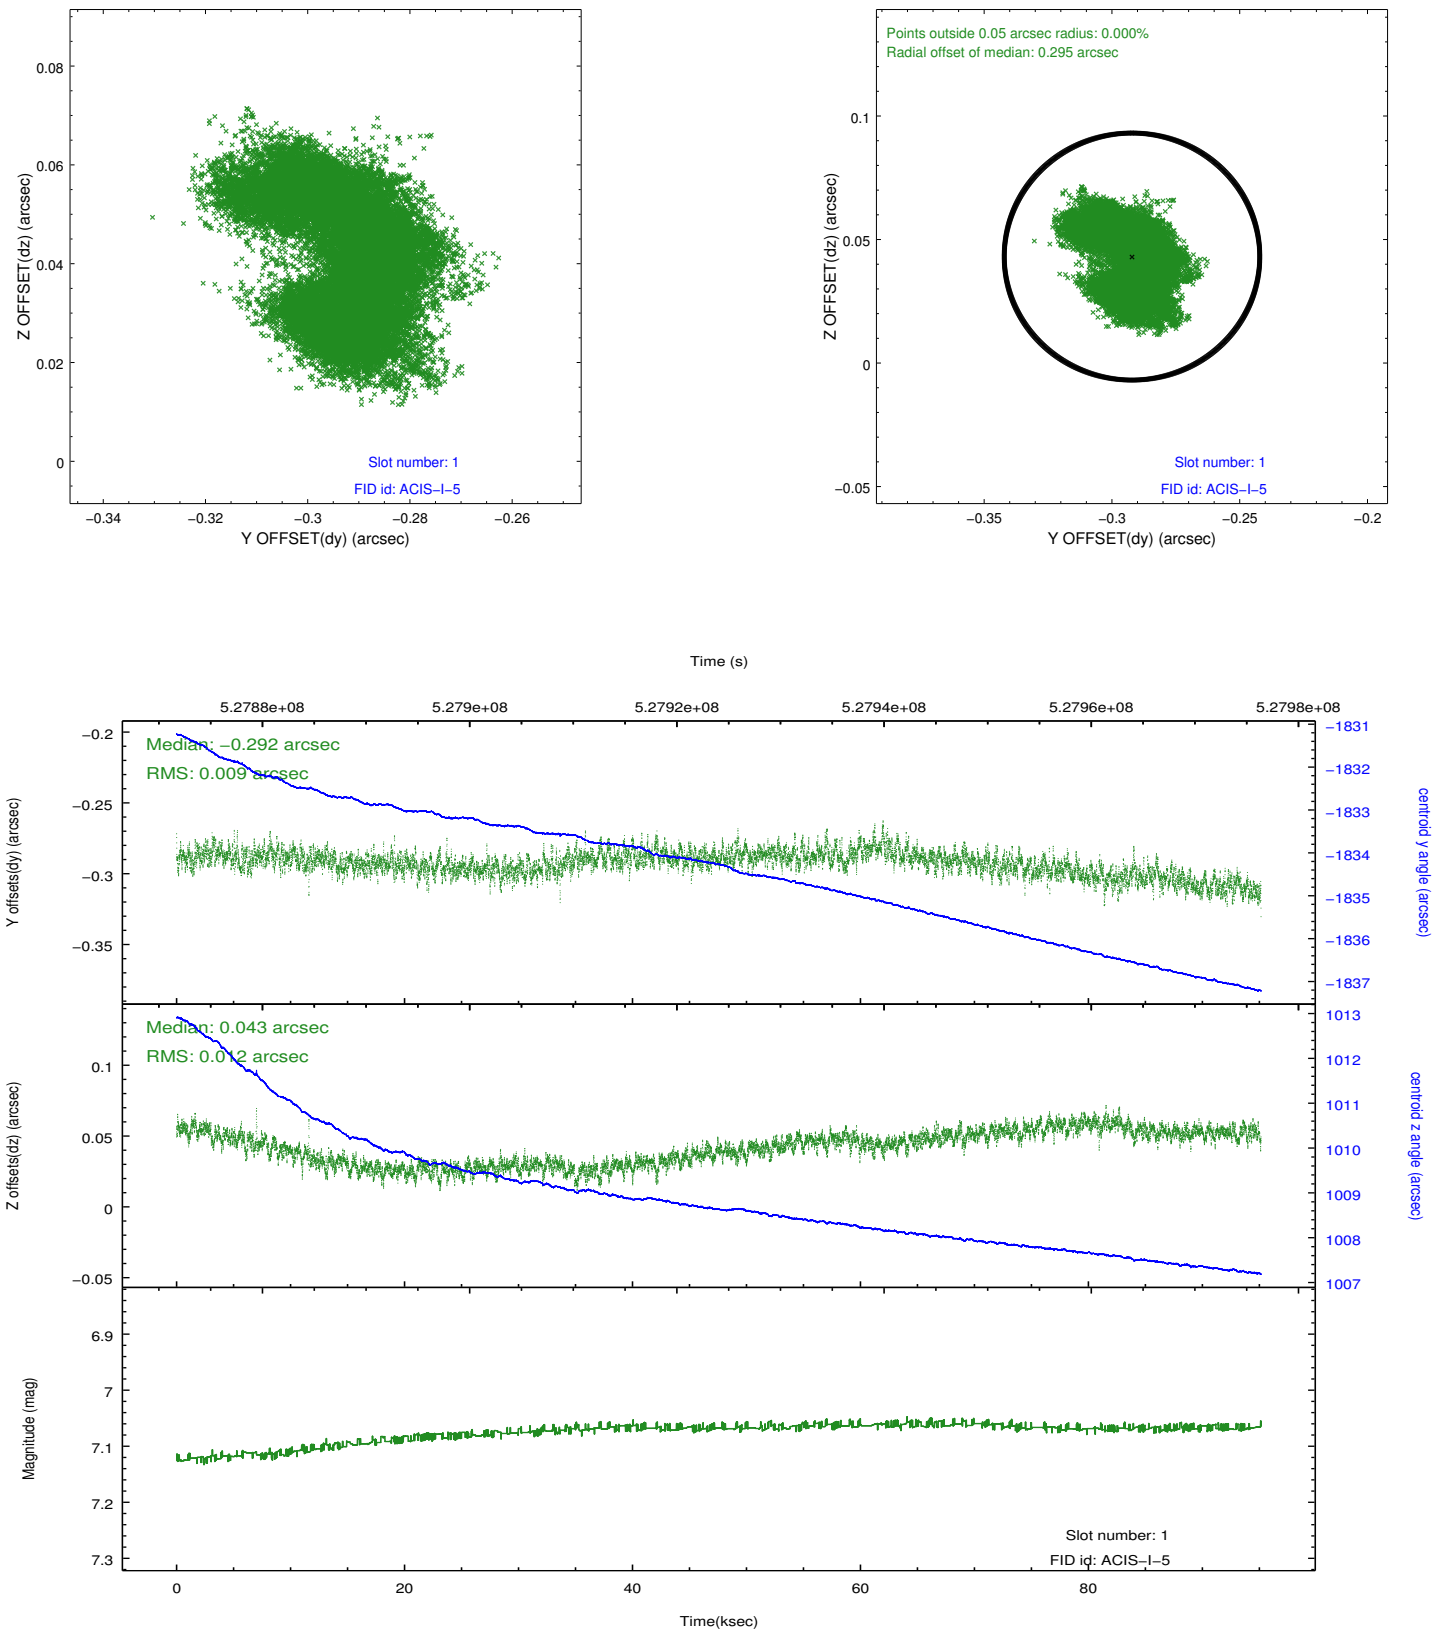 0.08
0.06
0.04
0.02
0
Z OFFSET(dz) (arcsec)
Slot number: 1
FID id: ACIS−I−5
−0.34
−0.32
−0.3
−0.28
−0.26
Y OFFSET(dy) (arcsec)
Points outside 0.05 arcsec radius: 0.000%
Radial offset of median: 0.295 arcsec
0.1
0.05
0
−0.05
Z OFFSET(dz) (arcsec)
Slot number: 1
FID id: ACIS−I−5
−0.35
−0.3
−0.25
−0.2
Y OFFSET(dy) (arcsec)
Time (s)
5.2788e+08
5.279e+08
5.2792e+08
5.2794e+08
5.2796e+08
5.2798e+08
−0.2
−0.25
−0.3
−0.35
Y offsets(dy) (arcsec)
Median: −0.292 arcsec
RMS: 0.009 arcsec
−1831
−1832
−1833
−1834
−1835
−1836
−1837
centroid y angle (arcsec)
0.1
0.05
0
−0.05
Z offsets(dz) (arcsec)
Median: 0.043 arcsec
RMS: 0.012 arcsec
1013
1012
1011
1010
1009
1008
1007
centroid z angle (arcsec)
6.9
7
7.1
7.2
7.3
Magnitude (mag)
Slot number: 1
FID id: ACIS−I−5
0
20
40
60
80
Time(ksec)